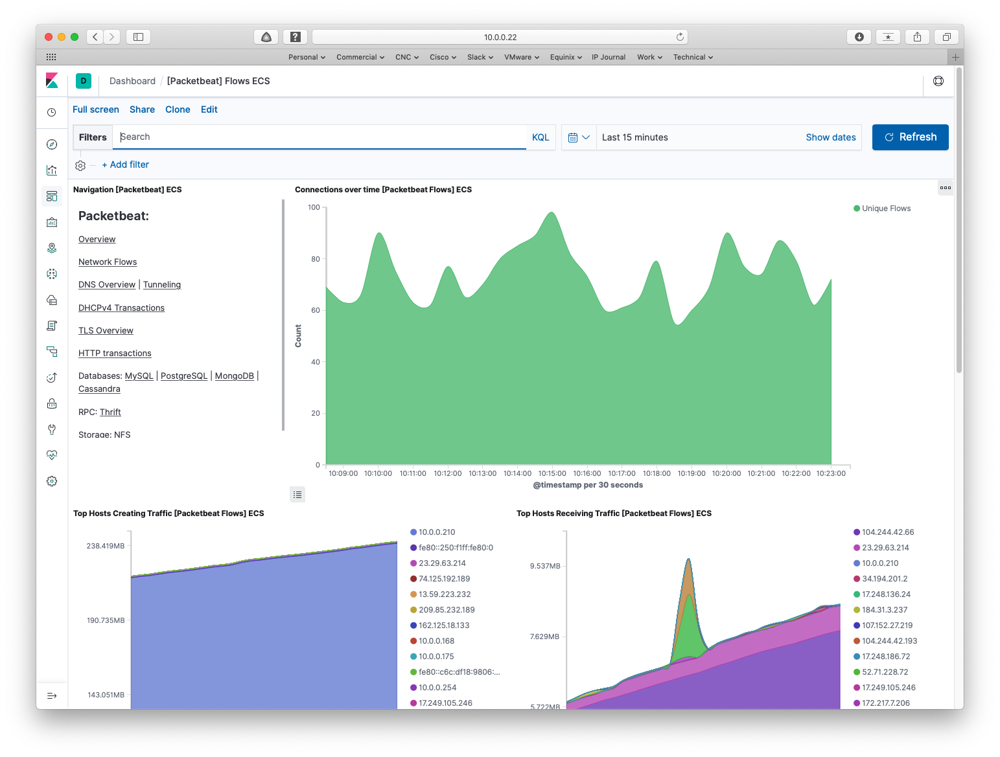 10.0.0.22
Personal Commercial CNC Cisco Slack VMware Equinix IP Journal Work Technical
D Dashboard / [Packetbeat] Flows ECS
Full screen Share Clone Edit
Filters Search KQL Last 15 minutes Show dates Refresh
+ Add filter
Navigation [Packetbeat] ECS
Packetbeat:
Overview
Network Flows
DNS Overview | Tunneling
DHCPv4 Transactions
TLS Overview
HTTP transactions
Databases: MySQL | PostgreSQL | MongoDB |
Cassandra
RPC: Thrift
Storage: NFS
Connections over time [Packetbeat Flows] ECS
100
80
60
40
20
0
Count
10:09:00 10:10:00 10:11:00 10:12:00 10:13:00 10:14:00 10:15:00 10:16:00 10:17:00 10:18:00 10:19:00 10:20:00 10:21:00 10:22:00 10:23:00
@timestamp per 30 seconds
Unique Flows
Top Hosts Creating Traffic [Packetbeat Flows] ECS
238.419MB
190.735MB
143.051MB
10.0.0.210
fe80::250:f1ff:fe80:0
23.29.63.214
74.125.192.189
13.59.223.232
209.85.232.189
162.125.18.133
10.0.0.168
10.0.0.175
fe80::c6c:df18:9806:...
10.0.0.254
17.249.105.246
Top Hosts Receiving Traffic [Packetbeat Flows] ECS
9.537MB
7.629MB
5.722MB
104.244.42.66
23.29.63.214
10.0.0.210
34.194.201.2
17.248.136.24
184.31.3.237
107.152.27.219
104.244.42.193
17.248.186.72
52.71.228.72
17.249.105.246
172.217.7.206